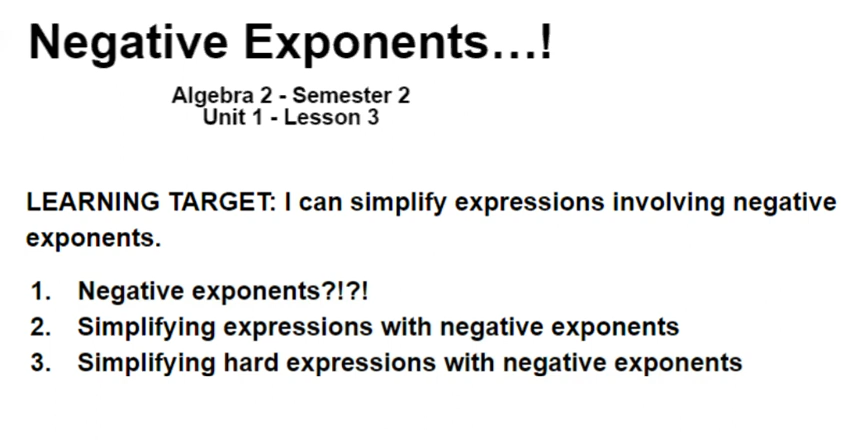 Negative Exponents...!
Algebra 2 - Semester 2
Unit 1 - Lesson 3
LEARNING TARGET: I can simplify expressions involving negative
exponents.
1. Negative exponents?!?!
2. Simplifying expressions with negative exponents
3. Simplifying hard expressions with negative exponents